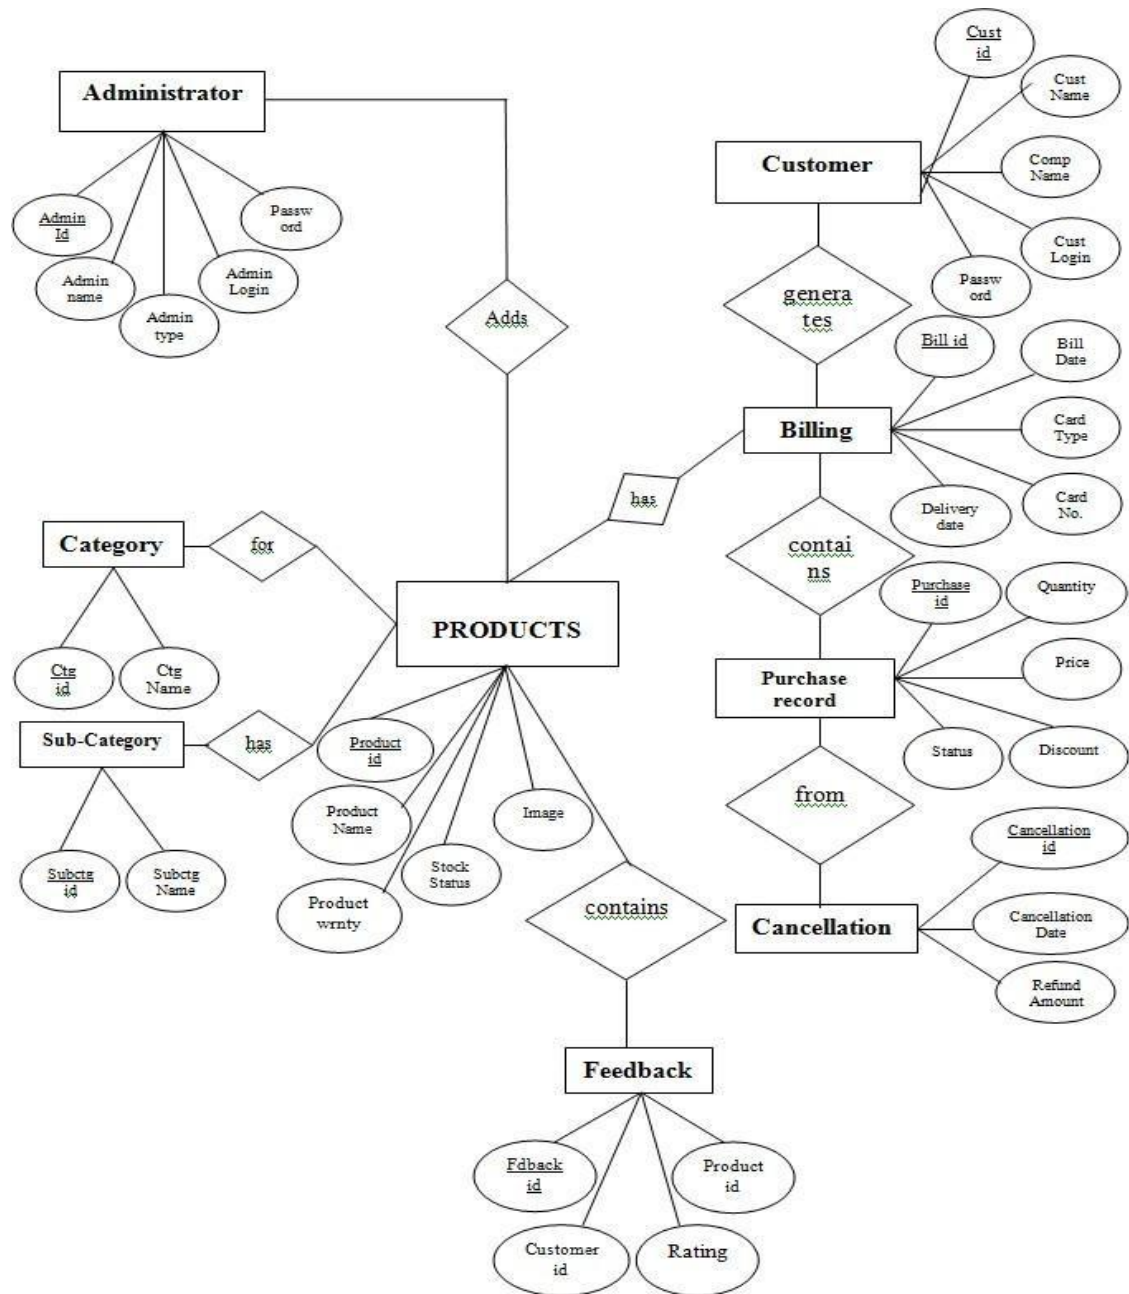 Cust
id
Administrator
Cust
Name
Customer
Comp
Name
Admin
Id
Passw
ord
Admin
name
Admin
Login
Admin
type
Cust
Login
Passw
ord
genera
tes
Adds
Bill id
Bill
Date
Billing
Card
Type
has
Delivery
date
Card
No.
Category
for
contai
ns
PRODUCTS
Purchase
id
Quantity
Ctg
id
Ctg
Name
Purchase
record
Price
Sub-Category
has
Product
id
Status
Discount
Product
Name
Image
from
Subctg
id
Subctg
Name
Stock
Status
Product
wrnty
contains
Cancellation
id
Cancellation
Cancellation
Date
Refund
Amount
Feedback
Fdback
id
Product
id
Customer
id
Rating